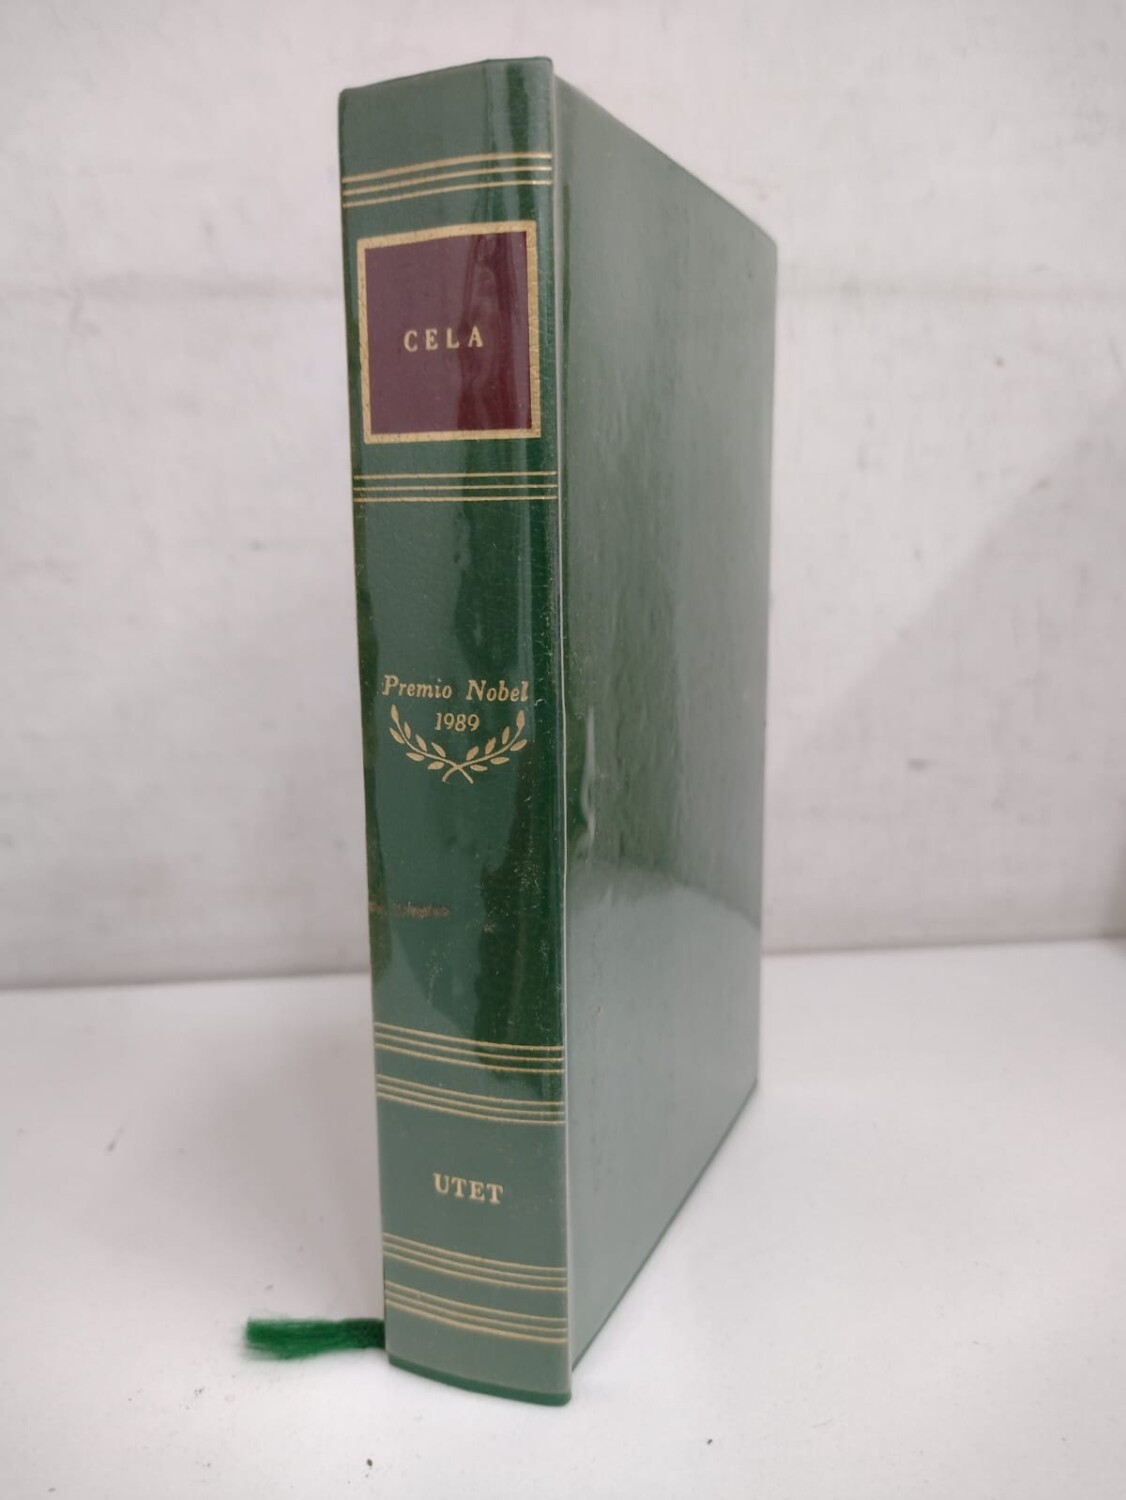 CELA
Premio Nobel
1989
UTET